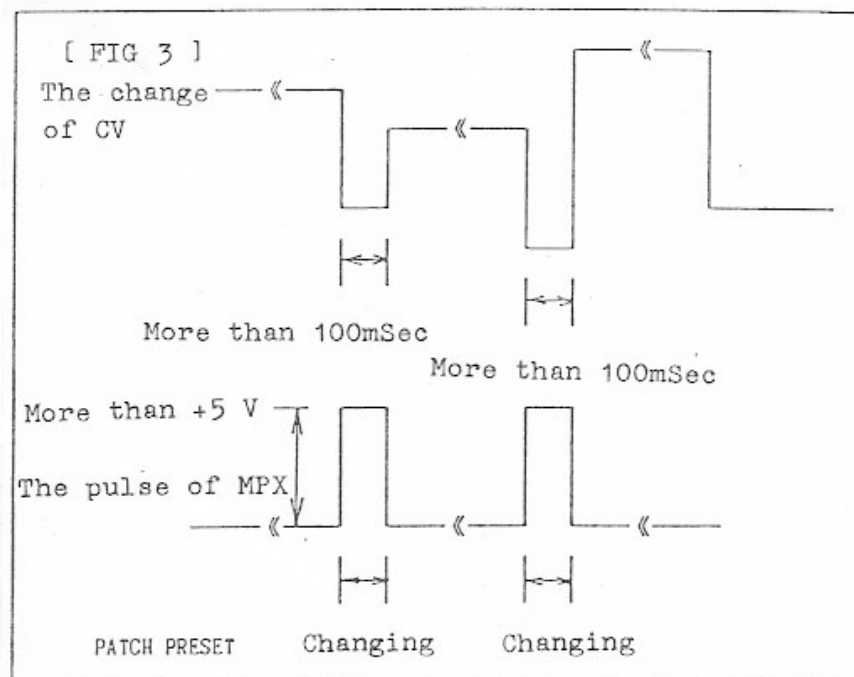 [ FIG 3 ]
The change
of CV
More than 100mSec
More than 100mSec
More than +5 V
The pulse of MPX
PATCH PRESET
Changing
Changing